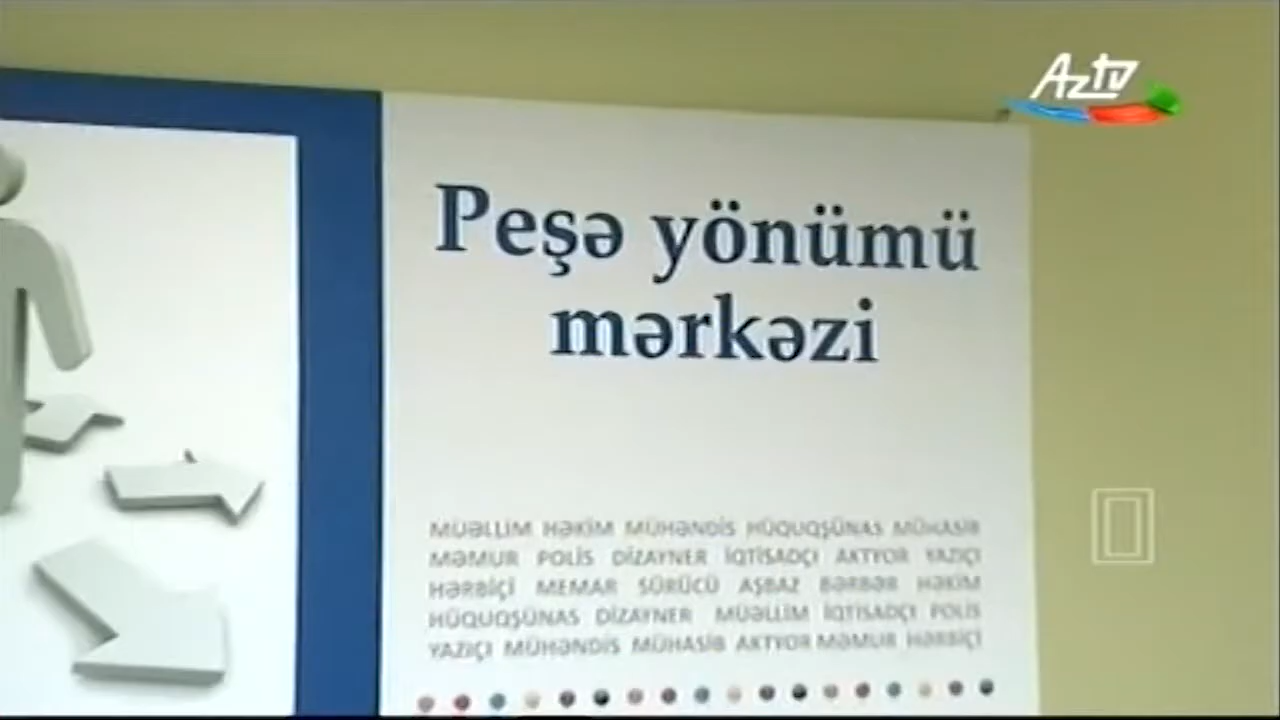 AzTV
Peşə yönümü
mərkəzi
MÜƏLLİM HƏKİM MÜHƏNDİS HÜQUQŞÜNAS MÜHASİB
MƏMUR POLİS DİZAYNER İQTİSADÇI AKTYOR YAZIÇI
HƏRBİÇİ MEMAR SÜRÜCÜ AŞBAZ BƏRBƏR HƏKİM
HÜQUQŞÜNAS DİZAYNER MÜƏLLİM İQTİSADÇI POLİS
YAZIÇI MÜHƏNDİS MÜHASİB AKTYOR MƏMUR HƏRBİÇİ